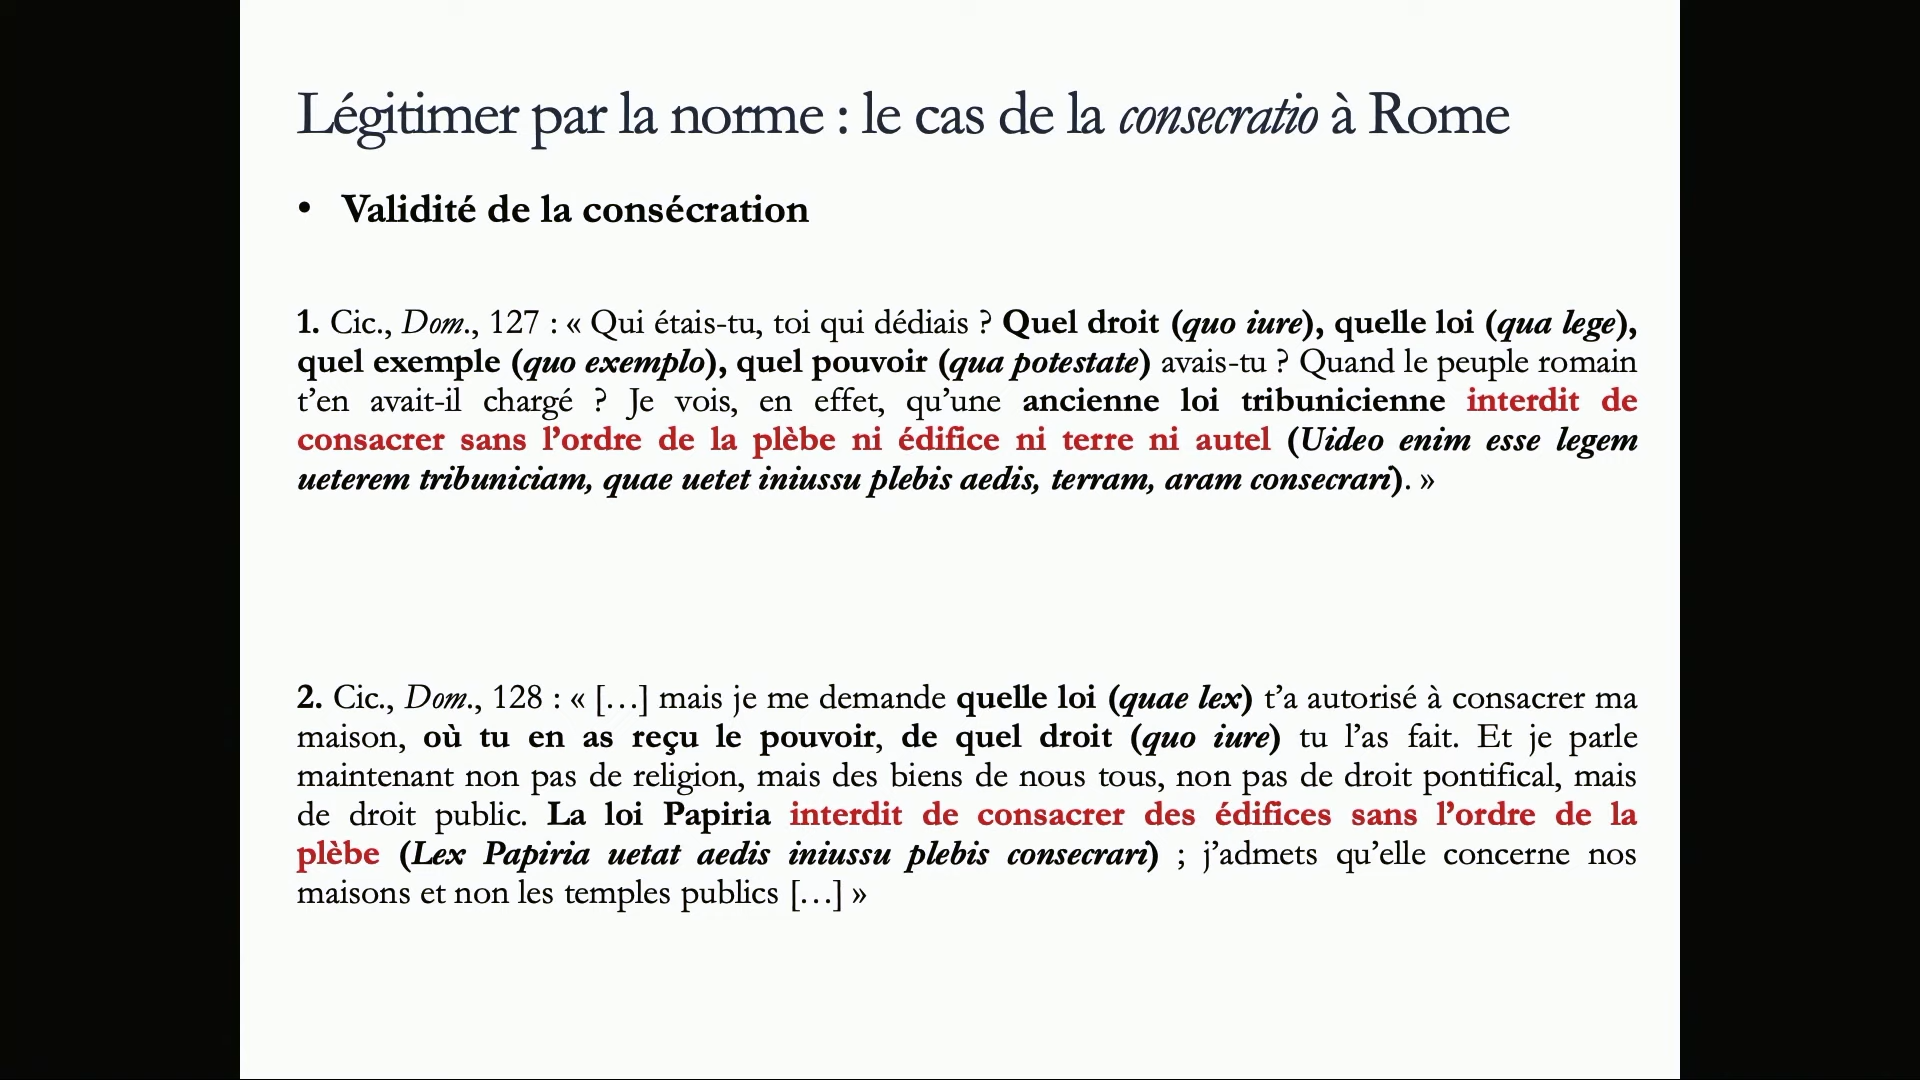 Légitimer par la norme : le cas de la consecratio à Rome
• Validité de la consécration
1. Cic., Dom., 127 : « Qui étais-tu, toi qui dédiais ? Quel droit (quo iure), quelle loi (qua lege),
quel exemple (quo exemplo), quel pouvoir (qua potestate) avais-tu ? Quand le peuple romain
t’en avait-il chargé ? Je vois, en effet, qu’une ancienne loi tribunicienne interdit de
consacrer sans l’ordre de la plèbe ni édifice ni terre ni autel (Uideo enim esse legem
ueterem tribuniciam, quae uetet iniussu plebis aedis, terram, aram consecrari). »
2. Cic., Dom., 128 : « […] mais je me demande quelle loi (quae lex) t’a autorisé à consacrer ma
maison, où tu en as reçu le pouvoir, de quel droit (quo iure) tu l’as fait. Et je parle
maintenant non pas de religion, mais des biens de nous tous, non pas de droit pontifical, mais
de droit public. La loi Papiria interdit de consacrer des édifices sans l’ordre de la
plèbe (Lex Papiria uetat aedis iniussu plebis consecrari) ; j’admets qu’elle concerne nos
maisons et non les temples publics […] »